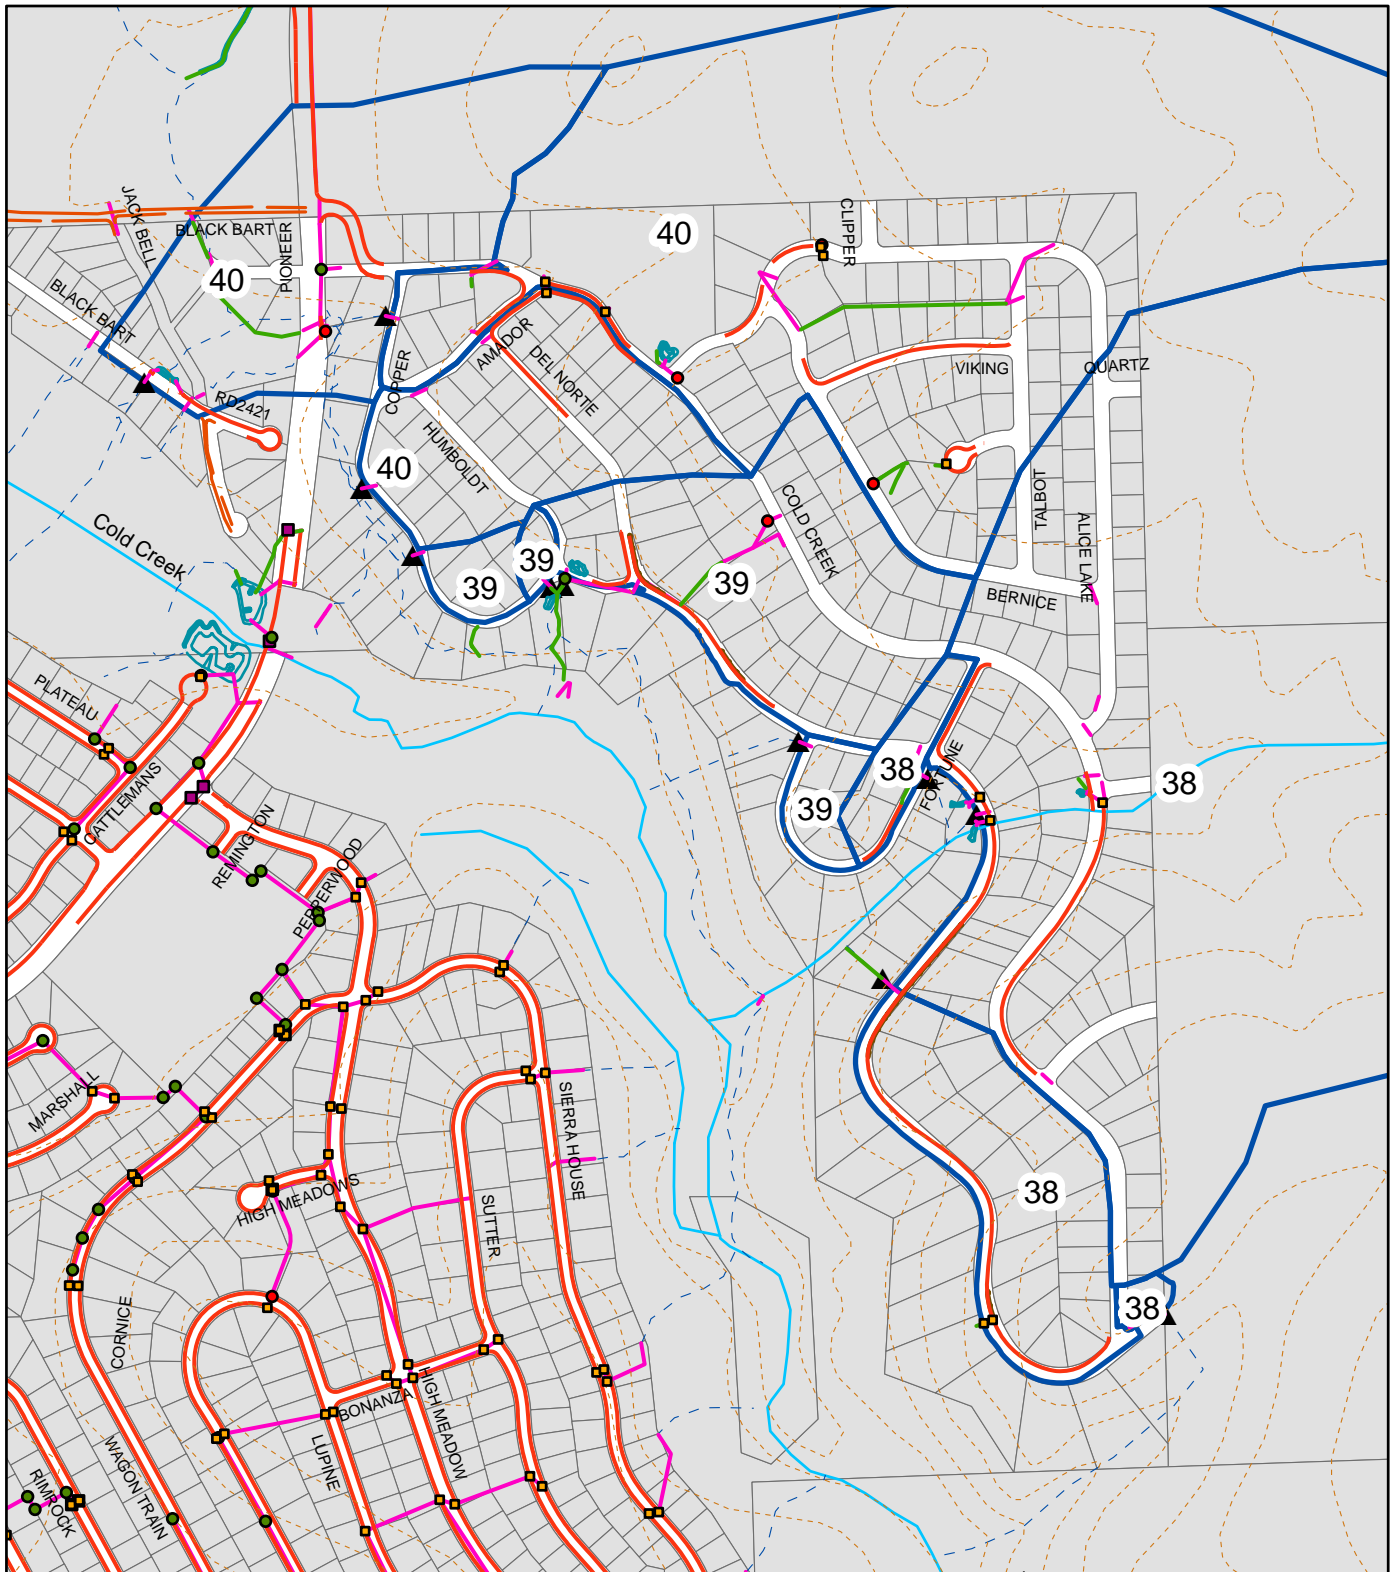 JACK BELL
BLACK BART
PIONEER
CLIPPER
40
40
BLACK BART
AMADOR
COPPER
DEL NORTE
VIKING
QUARTZ
RD2421
HUMBOLDT
40
TALBOT
COLD CREEK
ALICE LAKE
Cold Creek
39
39
39
BERNICE
PLATEAU
CATTLEMANS
38
FORTUNE
38
39
REMINGTON
PEPPERWOOD
MARSHALL
SIERRA HOUSE
HIGH MEADOWS
SUTTER
38
38
CORNICE
BONANZA
HIGH MEADOW
LUPINE
WAGON TRAIN
RIMROCK